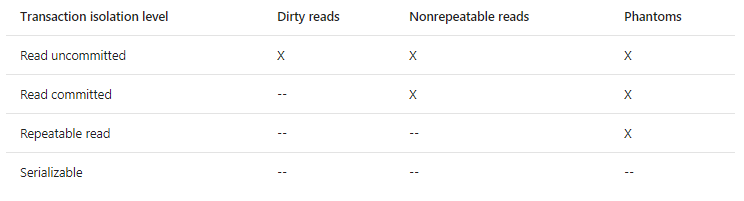 Transaction isolation level Dirty reads Nonrepeatable reads Phantoms
Read uncommitted X X X
Read committed -- X X
Repeatable read -- -- X
Serializable -- -- --